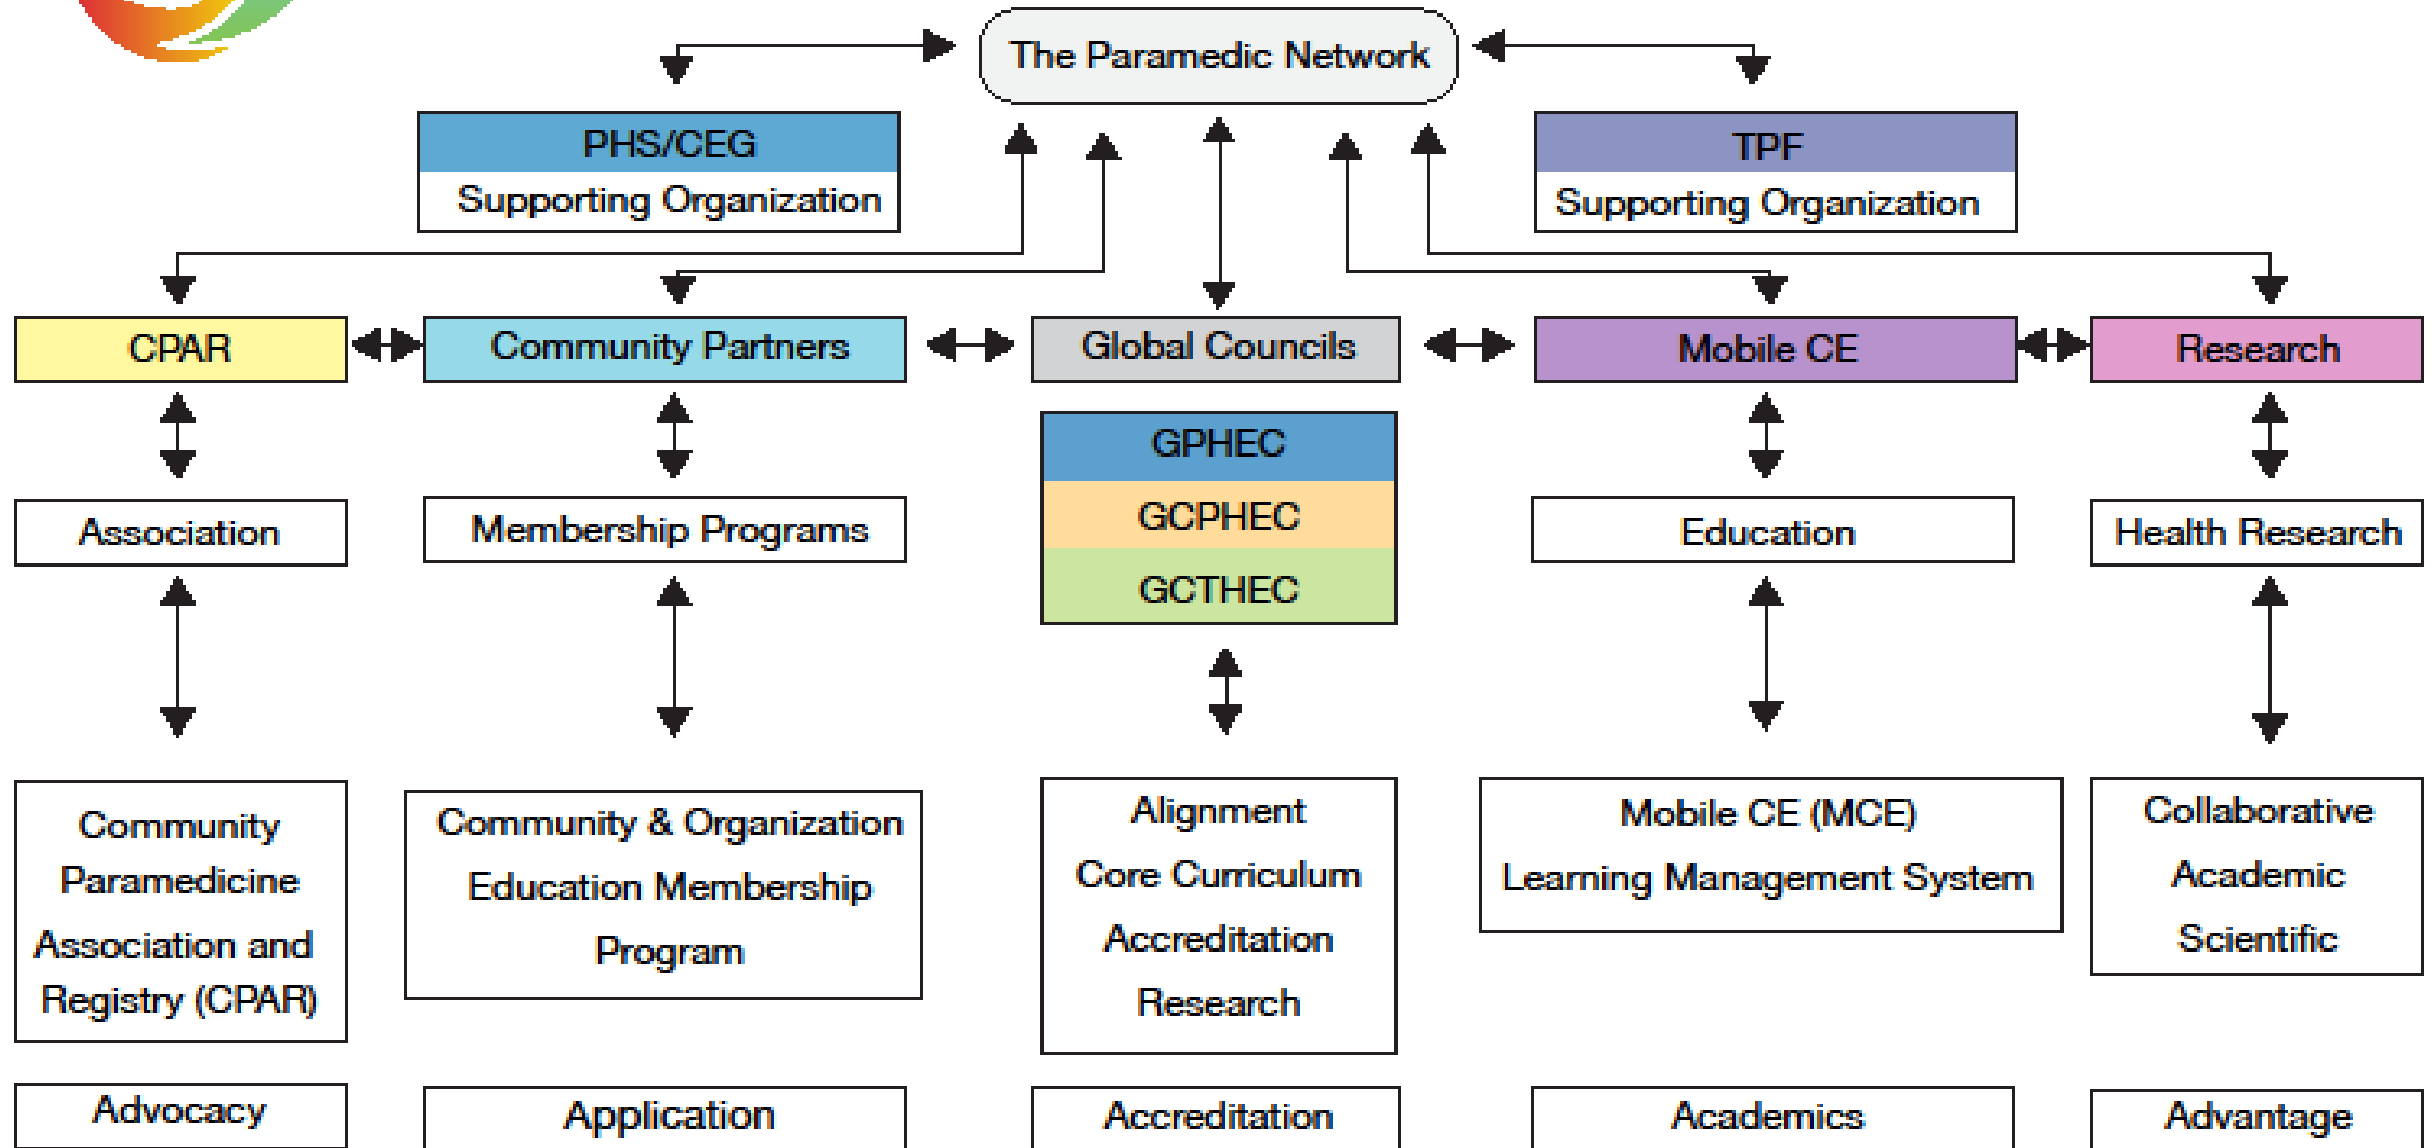 The Paramedic Network
PHS/CEG
Supporting Organization
TPF
Supporting Organization
CPAR
Community Partners
Global Councils
Mobile CE
Research
GPHEC
GCPHEC
GCTHEC
Association
Membership Programs
Education
Health Research
Community
Paramedicine
Association and
Registry (CPAR)
Community & Organization
Education Membership
Program
Alignment
Core Curriculum
Accreditation
Research
Mobile CE (MCE)
Learning Management System
Collaborative
Academic
Scientific
Advocacy
Application
Accreditation
Academics
Advantage